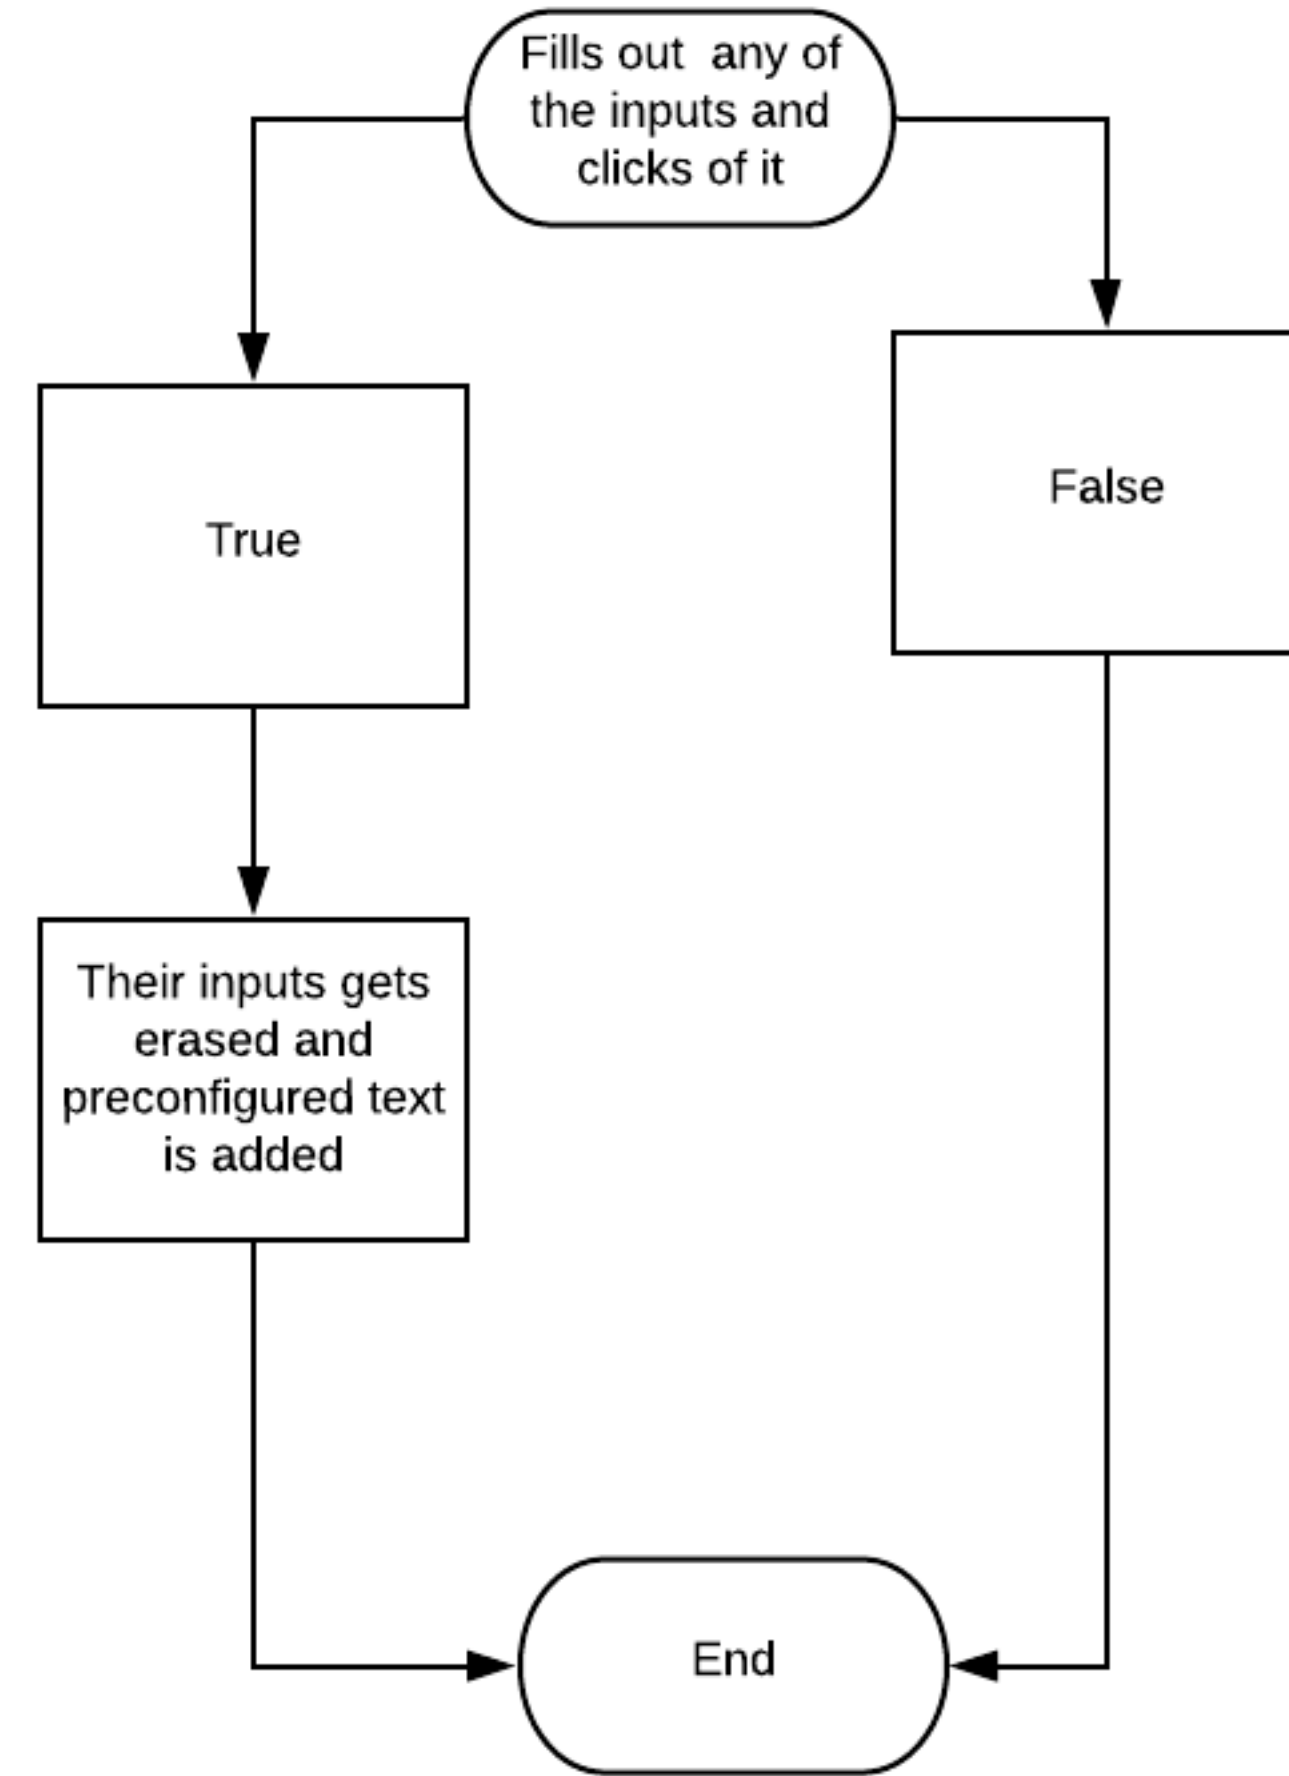 Fills out  any of
the inputs and
clicks of it
False
True
Their inputs gets
erased and
preconfigured text
is added
End